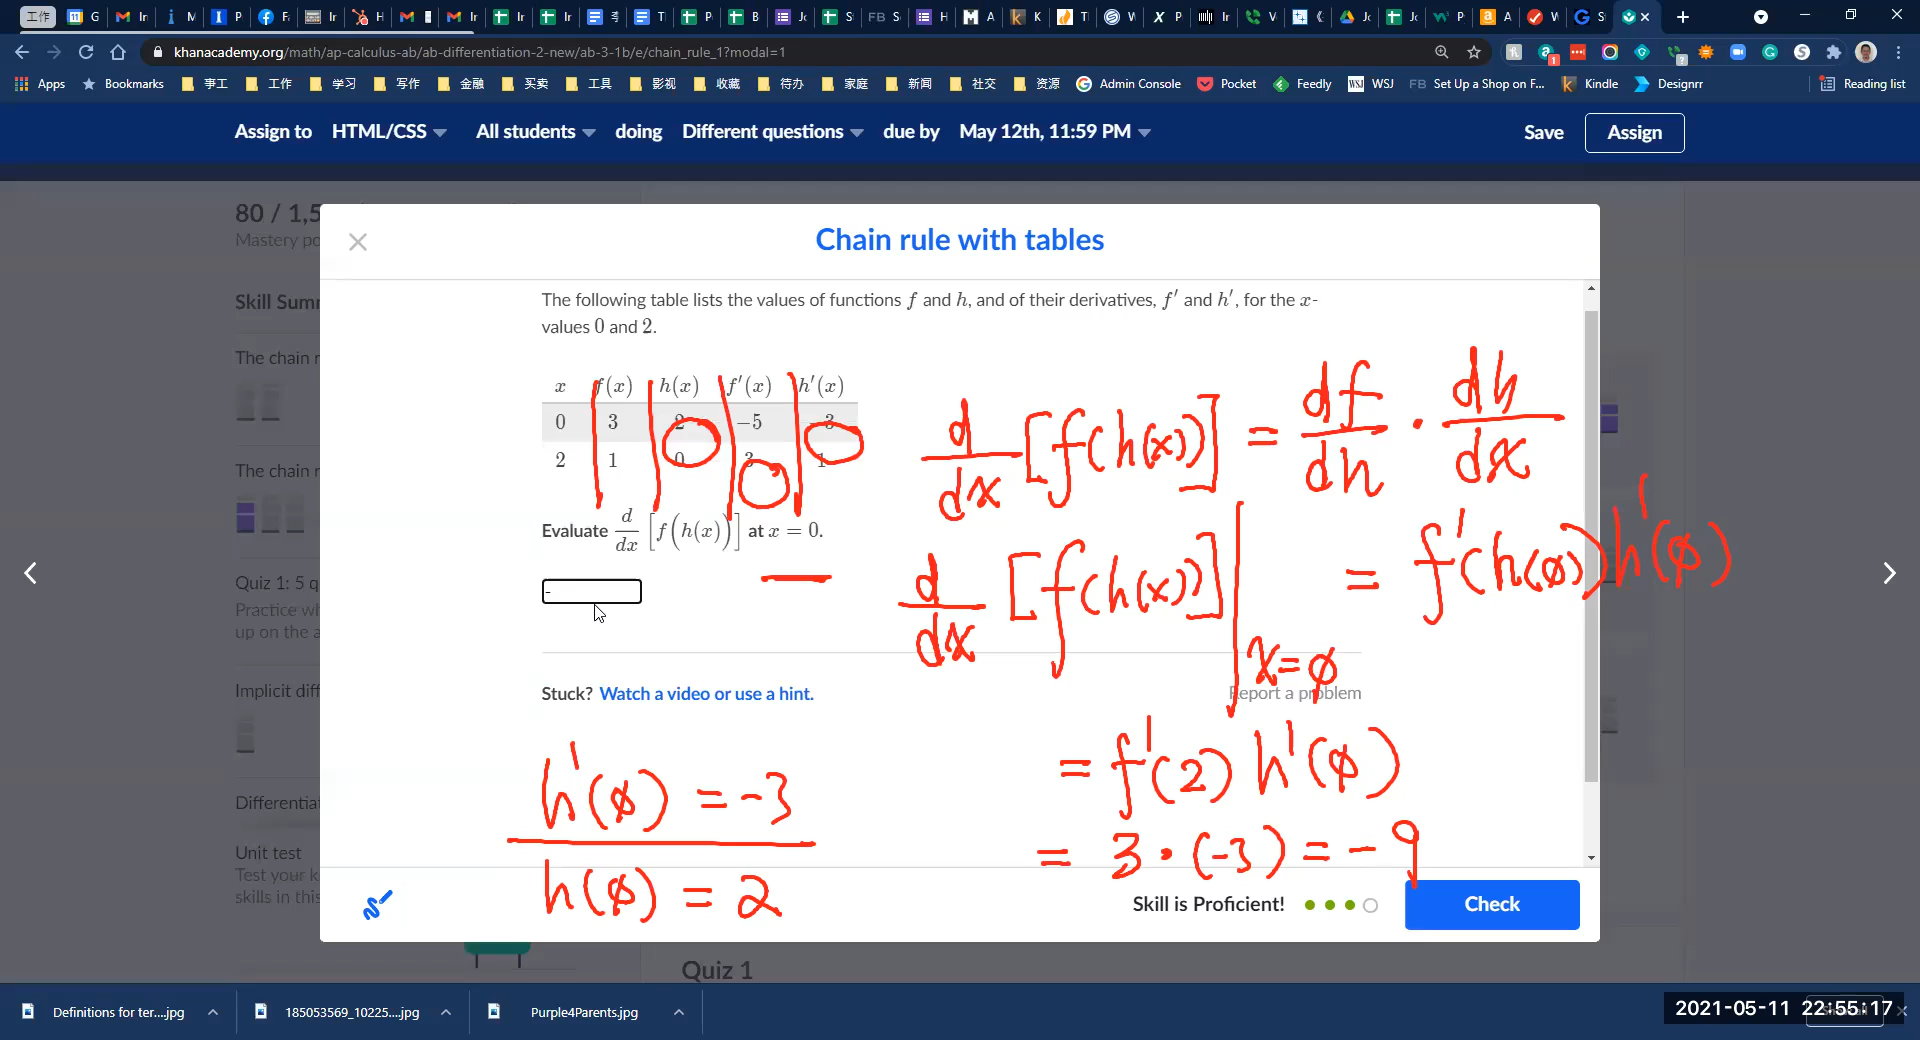 工作
khanacademy.org/math/ap-calculus-ab/ab-differentiation-2-new/ab-3-1b/e/chain_rule_1?modal=1
Apps Bookmarks 爭工 工作 学习 写作 金融 买卖 工具 影视 收藏 待办 家庭 新闻 社交 资源 Admin Console Pocket Feedly WSJ Set Up a Shop on F... Kindle Designrr Reading list
Assign to HTML/CSS All students doing Different questions due by May 12th, 11:59 PM Save Assign
80 / 1,5
Mastery po
Chain rule with tables
Skill Sumr
The following table lists the values of functions f and h, and of their derivatives, f′ and h′, for the x-
values 0 and 2.
The chain r
x f(x) h(x) f′(x) h′(x)
0 3 2 −5 −3
2 1 0 3 1
d/dx [f(h(x))] = df/dh · dh/dx
The chain r
Evaluate d/dx [f(h(x))] at x = 0.
-
d/dx [f(h(x))] | x=0 = f'(h(0))h'(0)
Quiz 1: 5 q
Practice wh
up on the a
Stuck? Watch a video or use a hint.
Report a problem
Implicit diff
= f'(2) h'(0)
h'(0) = -3
= 3 · (-3) = -9
h(0) = 2
Differentia
Unit test
Test your k
skills in this
Skill is Proficient! Check
Quiz 1
Definitions for ter....jpg 185053569_10225....jpg Purple4Parents.jpg
2021-05-11 22:55:17